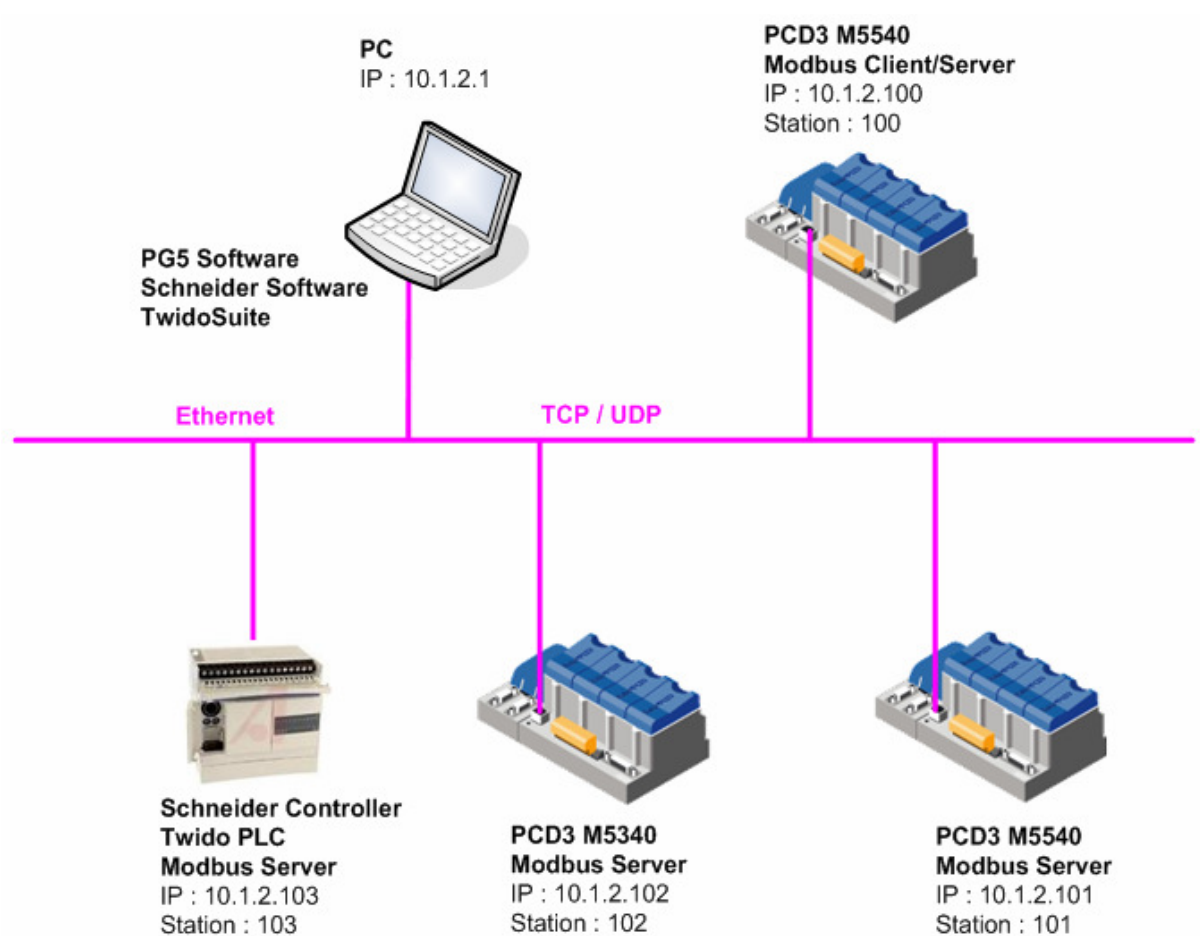 PC
IP : 10.1.2.1
PCD3 M5540
Modbus Client/Server
IP : 10.1.2.100
Station : 100
PG5 Software
Schneider Software
TwidoSuite
Ethernet
TCP / UDP
Schneider Controller
Twido PLC
Modbus Server
IP : 10.1.2.103
Station : 103
PCD3 M5340
Modbus Server
IP : 10.1.2.102
Station : 102
PCD3 M5540
Modbus Server
IP : 10.1.2.101
Station : 101